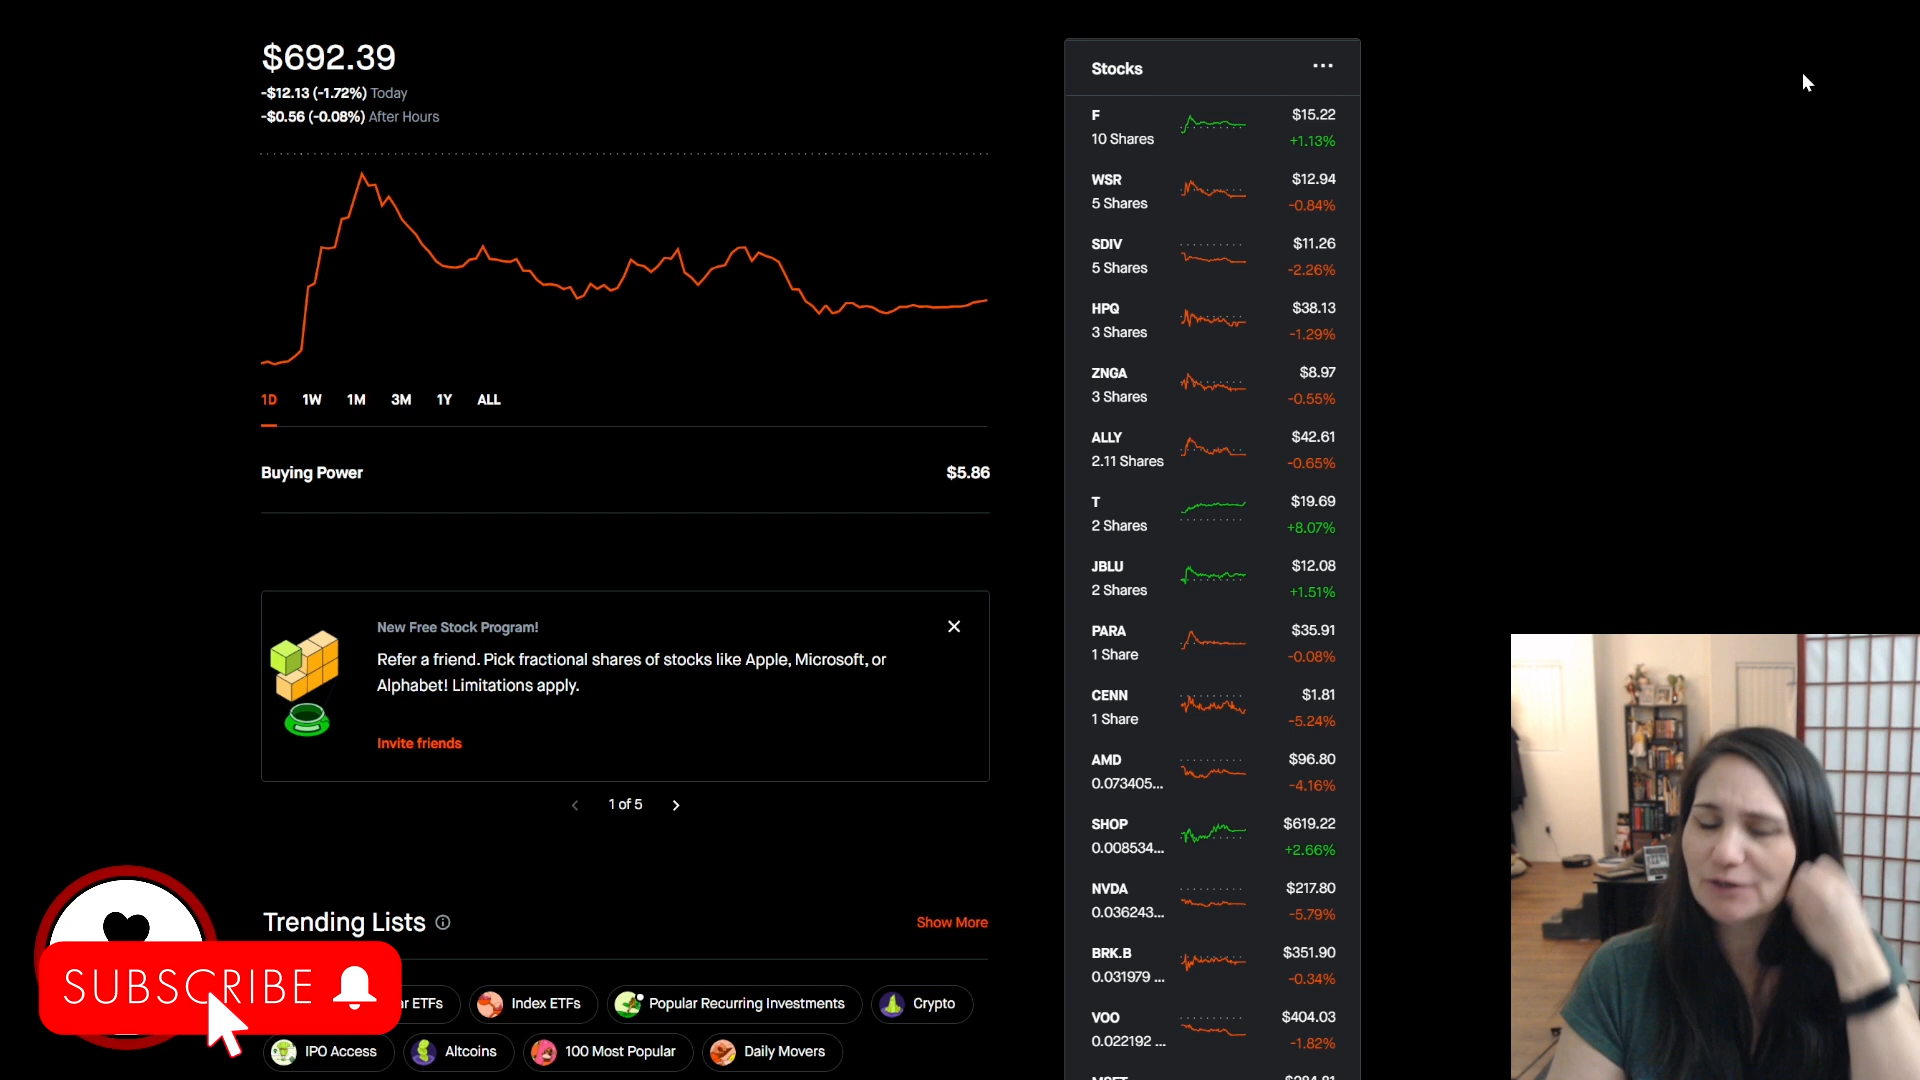 $692.39
-$12.13 (-1.72%) Today
-$0.56 (-0.08%) After Hours
1D 1W 1M 3M 1Y ALL
Buying Power $5.86
New Free Stock Program!
Refer a friend. Pick fractional shares of stocks like Apple, Microsoft, or
Alphabet! Limitations apply.
Invite friends
1 of 5
Trending Lists
Show More
SUBSCRIBE
ETFs
Index ETFs
Popular Recurring Investments
Crypto
IPO Access
Altcoins
100 Most Popular
Daily Movers
Stocks
F $15.22
10 Shares +1.13%
WSR $12.94
5 Shares -0.84%
SDIV $11.26
5 Shares -2.26%
HPQ $38.13
3 Shares -1.29%
ZNGA $8.97
3 Shares -0.55%
ALLY $42.61
2.11 Shares -0.65%
T $19.69
2 Shares +8.07%
JBLU $12.08
2 Shares +1.51%
PARA $35.91
1 Share -0.08%
CENN $1.81
1 Share -5.24%
AMD $96.80
0.073405... -4.16%
SHOP $619.22
0.008534... +2.66%
NVDA $217.80
0.036243... -5.79%
BRK.B $351.90
0.031979 ... -0.34%
VOO $404.03
0.022192 ... -1.82%